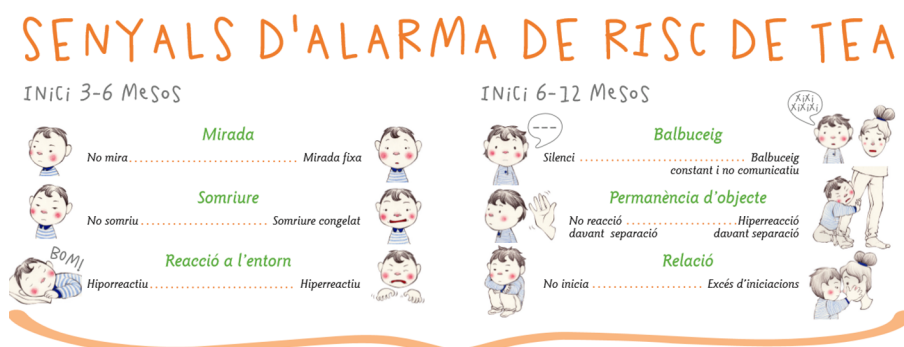 SENYALS D'ALARMA DE RISC DE TEA
INICI 3-6 MESOS
Mirada
No mira Mirada fixa
Somriure
No somriu Somriure congelat
BOM!
Reacció a l'entorn
Hiporreactiu Hiperreactiu
INICI 6-12 MESOS
---
XiXi
XiXiXi
Balbuceig
Silenci Balbuceig
constant i no comunicatiu
Permanència d'objecte
No reacció Hiperreacció
davant separació davant separació
Relació
No inicia Excés d'iniciacions